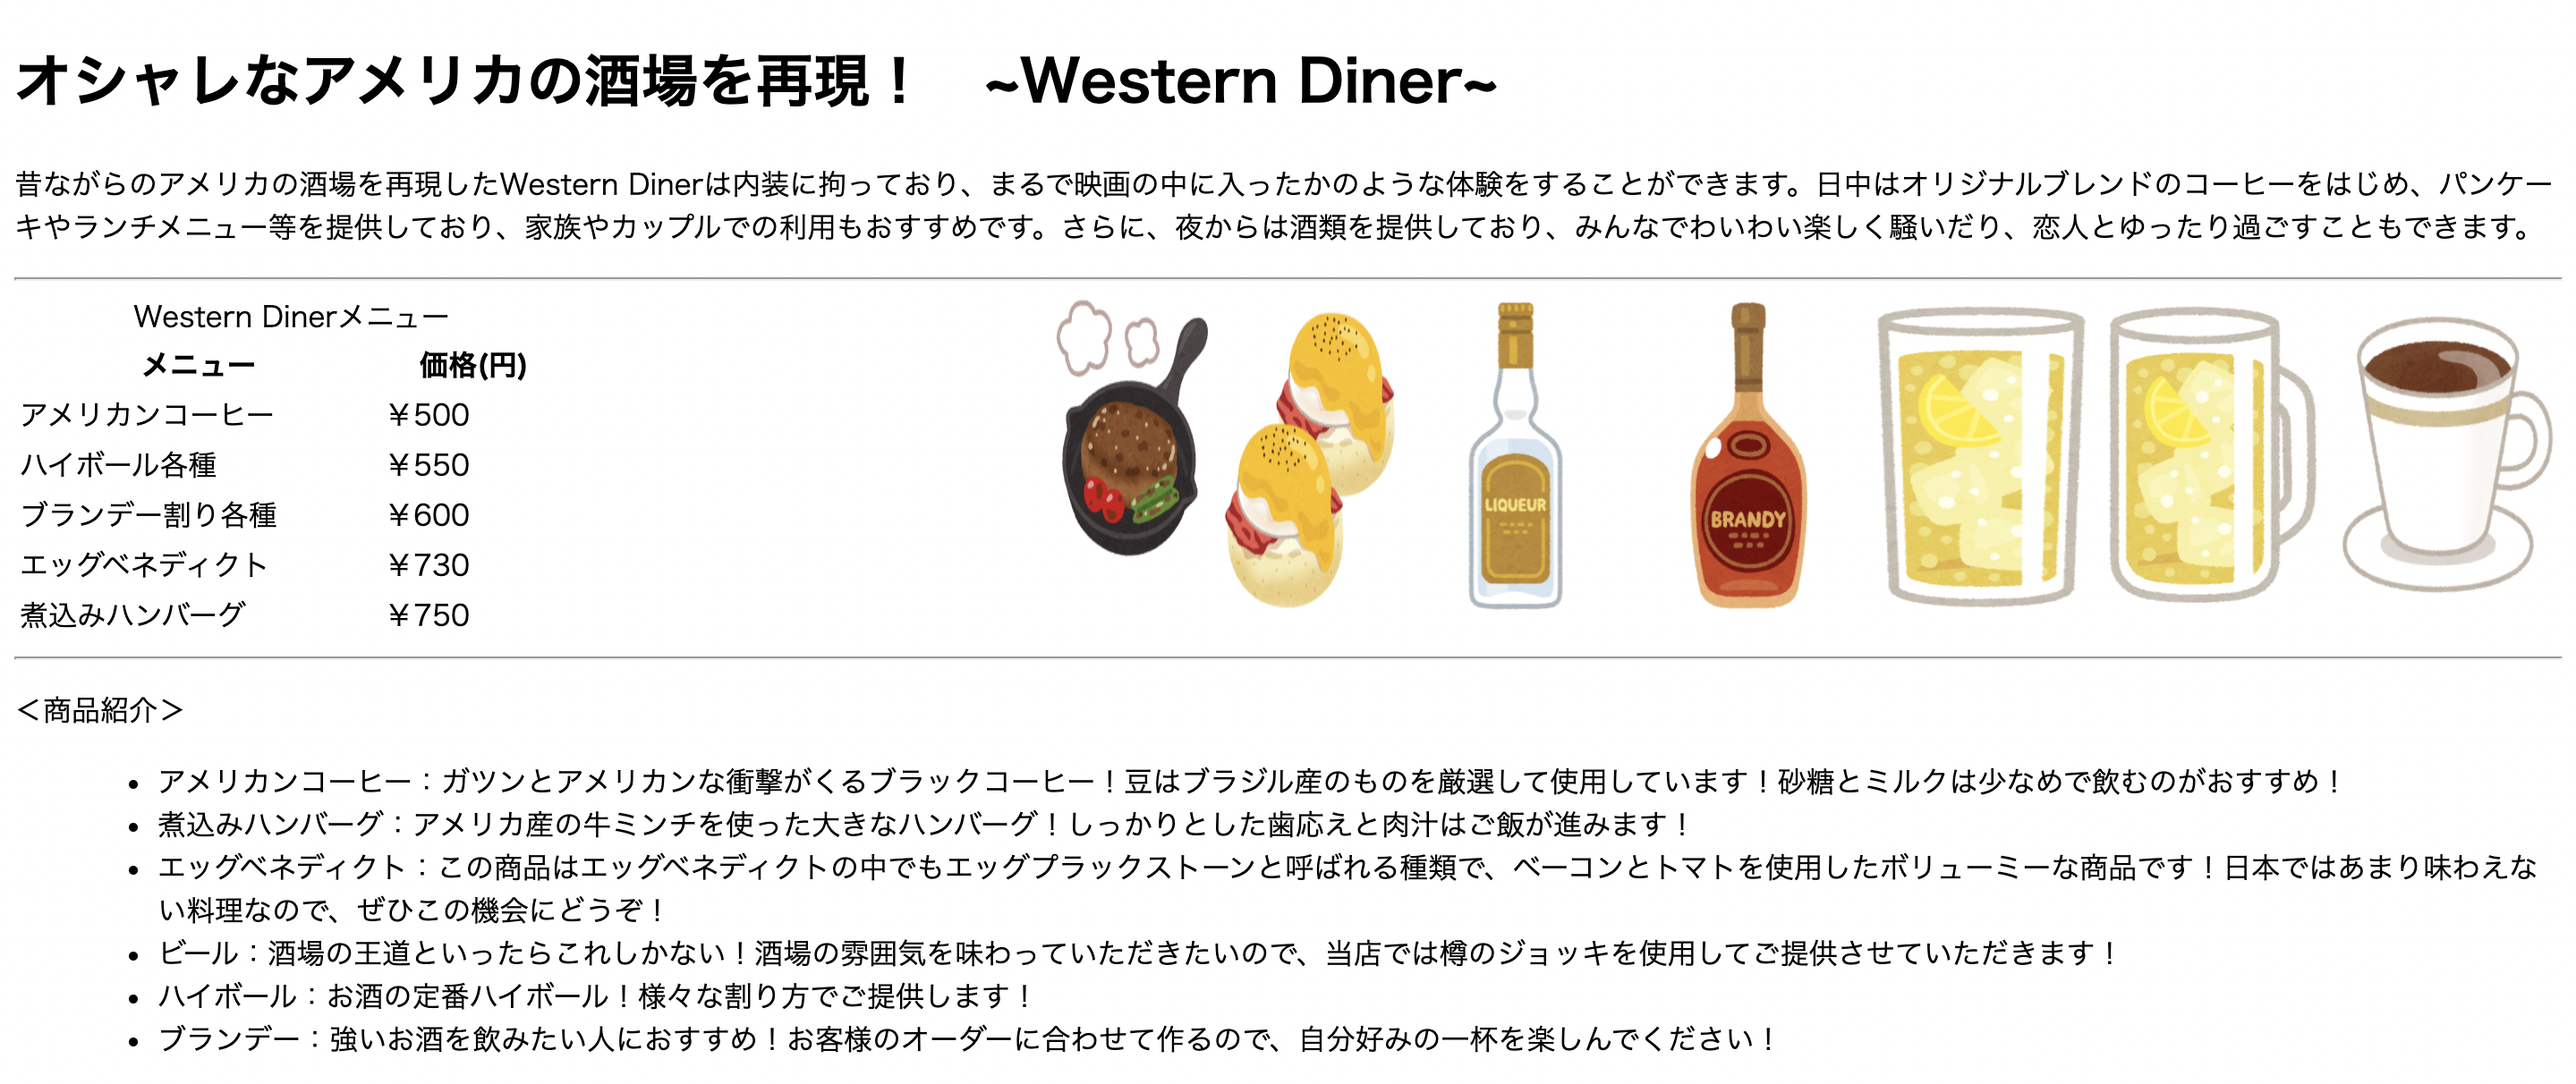 オシャレなアメリカの酒場を再現！　~Western Diner~
昔ながらのアメリカの酒場を再現したWestern Dinerは内装に拘っており、まるで映画の中に入ったかのような体験をすることができます。日中はオリジナルブレンドのコーヒーをはじめ、パンケー
キやランチメニュー等を提供しており、家族やカップルでの利用もおすすめです。さらに、夜からは酒類を提供しており、みんなでわいわい楽しく騒いだり、恋人とゆったり過ごすこともできます。
Western Dinerメニュー
メニュー 価格(円)
アメリカンコーヒー ￥500
ハイボール各種 ￥550
ブランデー割り各種 ￥600
エッグベネディクト ￥730
煮込みハンバーグ ￥750
LIQUEUR
BRANDY
＜商品紹介＞
• アメリカンコーヒー：ガツンとアメリカンな衝撃がくるブラックコーヒー！豆はブラジル産のものを厳選して使用しています！砂糖とミルクは少なめで飲むのがおすすめ！
• 煮込みハンバーグ：アメリカ産の牛ミンチを使った大きなハンバーグ！しっかりとした歯応えと肉汁はご飯が進みます！
• エッグベネディクト：この商品はエッグベネディクトの中でもエッグブラックストーンと呼ばれる種類で、ベーコンとトマトを使用したボリューミーな商品です！日本ではあまり味わえな
い料理なので、ぜひこの機会にどうぞ！
• ビール：酒場の王道といったらこれしかない！酒場の雰囲気を味わっていただきたいので、当店では樽のジョッキを使用してご提供させていただきます！
• ハイボール：お酒の定番ハイボール！様々な割り方でご提供します！
• ブランデー：強いお酒を飲みたい人におすすめ！お客様のオーダーに合わせて作るので、自分好みの一杯を楽しんでください！